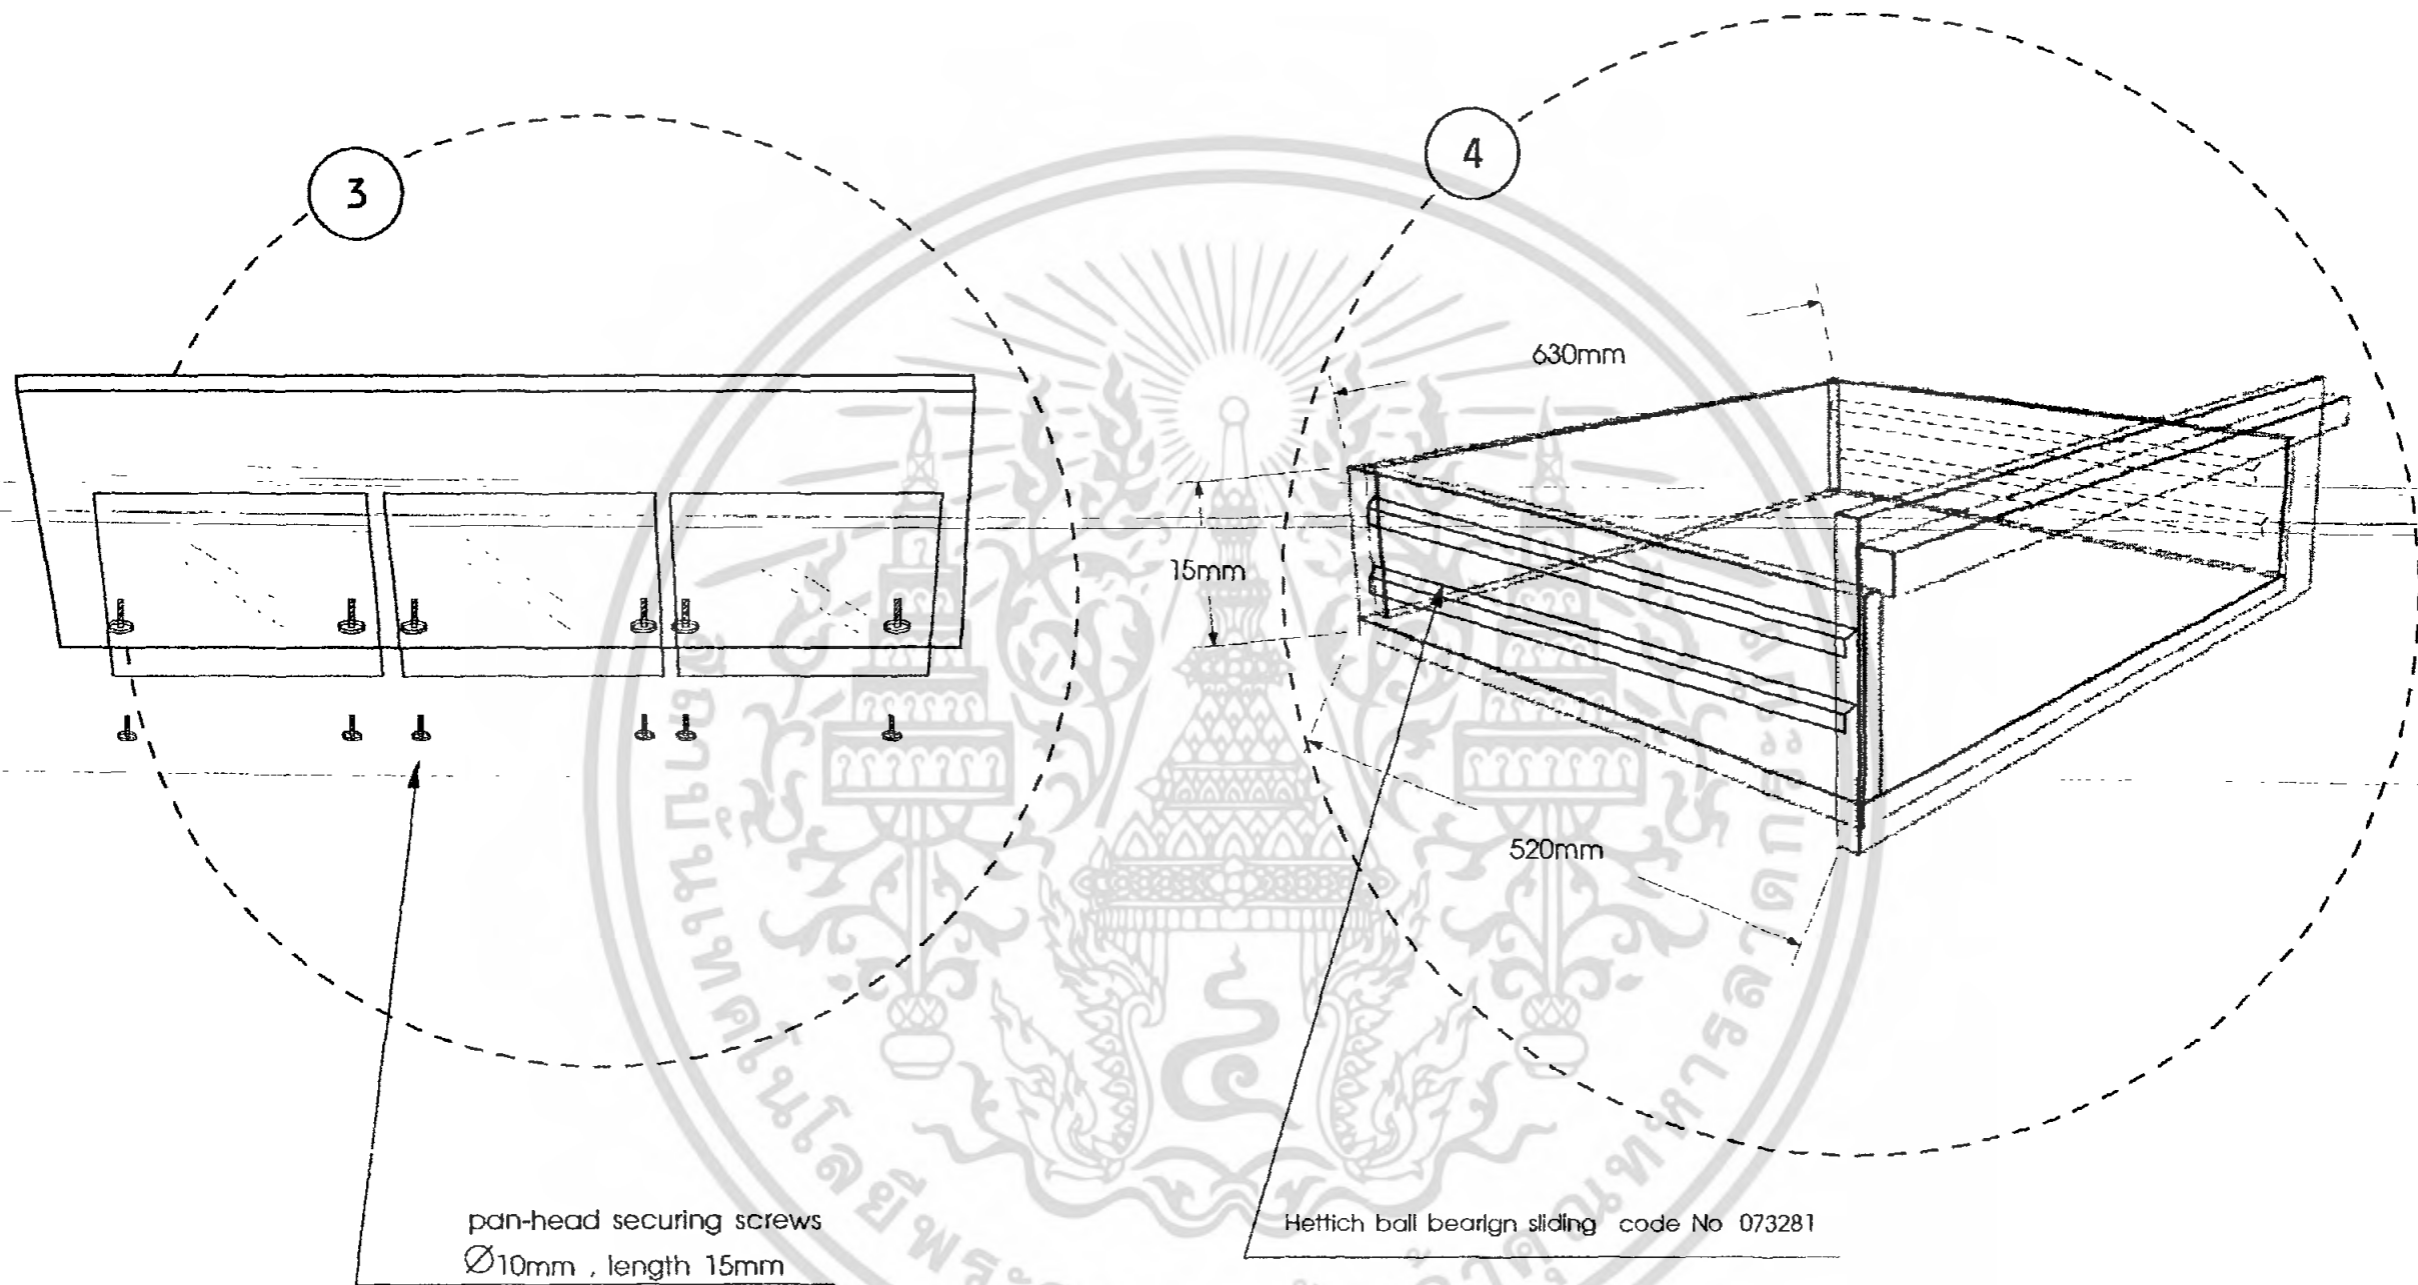 3
4
630mm
15mm
520mm
pan-head securing screws
Ø10mm , length 15mm
Hettich ball bearign sliding code No 073281